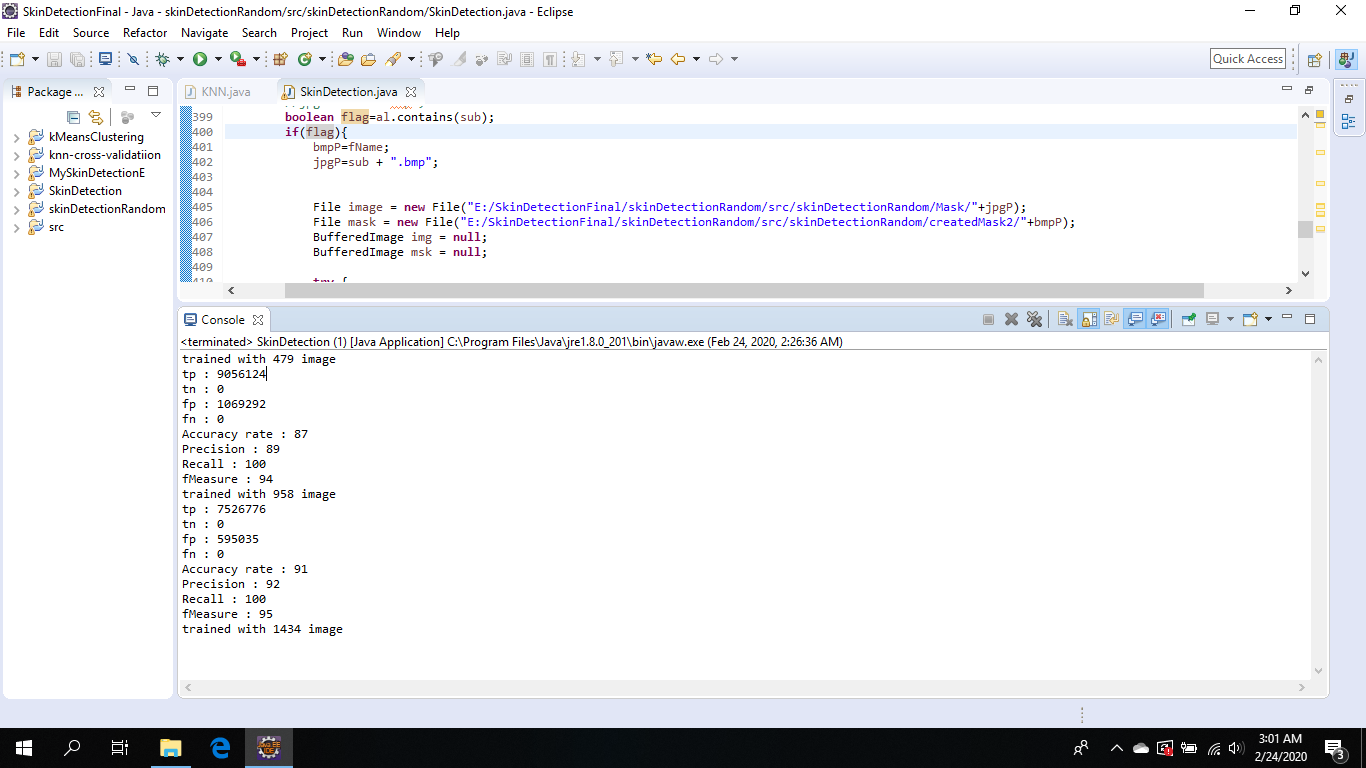 SkinDetectionFinal - Java - skinDetectionRandom/src/skinDetectionRandom/SkinDetection.java - Eclipse
File Edit Source Refactor Navigate Search Project Run Window Help
Quick Access
Package ...
KNN.java
SkinDetection.java
kMeansClustering
knn-cross-validatiion
MySkinDetectionE
SkinDetection
skinDetectionRandom
src
399 boolean flag=al.contains(sub);
400 if(flag){
401 bmpP=fName;
402 jpgP=sub + ".bmp";
403
404
405 File image = new File("E:/SkinDetectionFinal/skinDetectionRandom/src/skinDetectionRandom/Mask/"+jpgP);
406 File mask = new File("E:/SkinDetectionFinal/skinDetectionRandom/src/skinDetectionRandom/createdMask2/"+bmpP);
407 BufferedImage img = null;
408 BufferedImage msk = null;
409
410 try {
Console
<terminated> SkinDetection (1) [Java Application] C:\Program Files\Java\jre1.8.0_201\bin\javaw.exe (Feb 24, 2020, 2:26:36 AM)
trained with 479 image
tp : 9056124
tn : 0
fp : 1069292
fn : 0
Accuracy rate : 87
Precision : 89
Recall : 100
fMeasure : 94
trained with 958 image
tp : 7526776
tn : 0
fp : 595035
fn : 0
Accuracy rate : 91
Precision : 92
Recall : 100
fMeasure : 95
trained with 1434 image
3:01 AM
2/24/2020
3